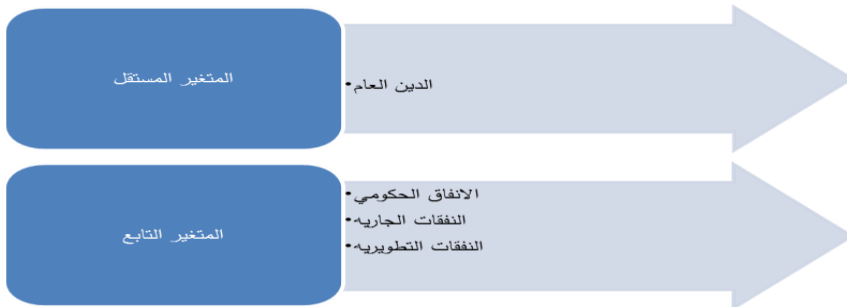 المتغير المستقل
•الدين العام
المتغير التابع
•الانفاق الحكومي
•النفقات الجاريه
•النفقات التطويريه